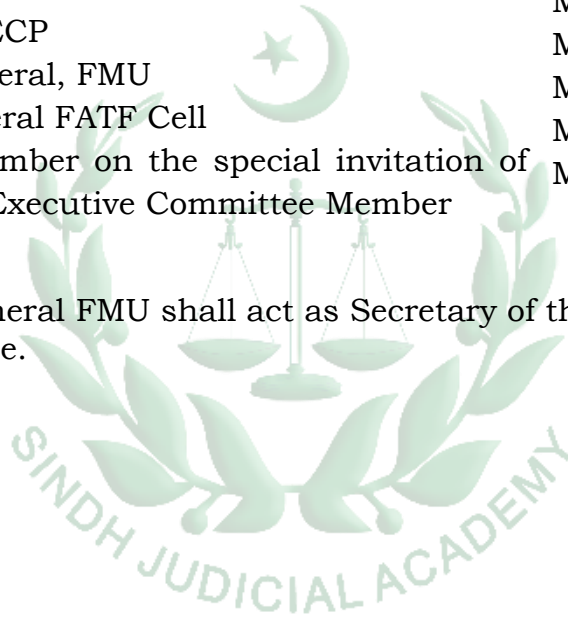 CCP
eral, FMU
eral FATF Cell
mber on the special invitation of
Executive Committee Member
neral FMU shall act as Secretary of th
e.
SINDH JUDICIAL ACADEMY